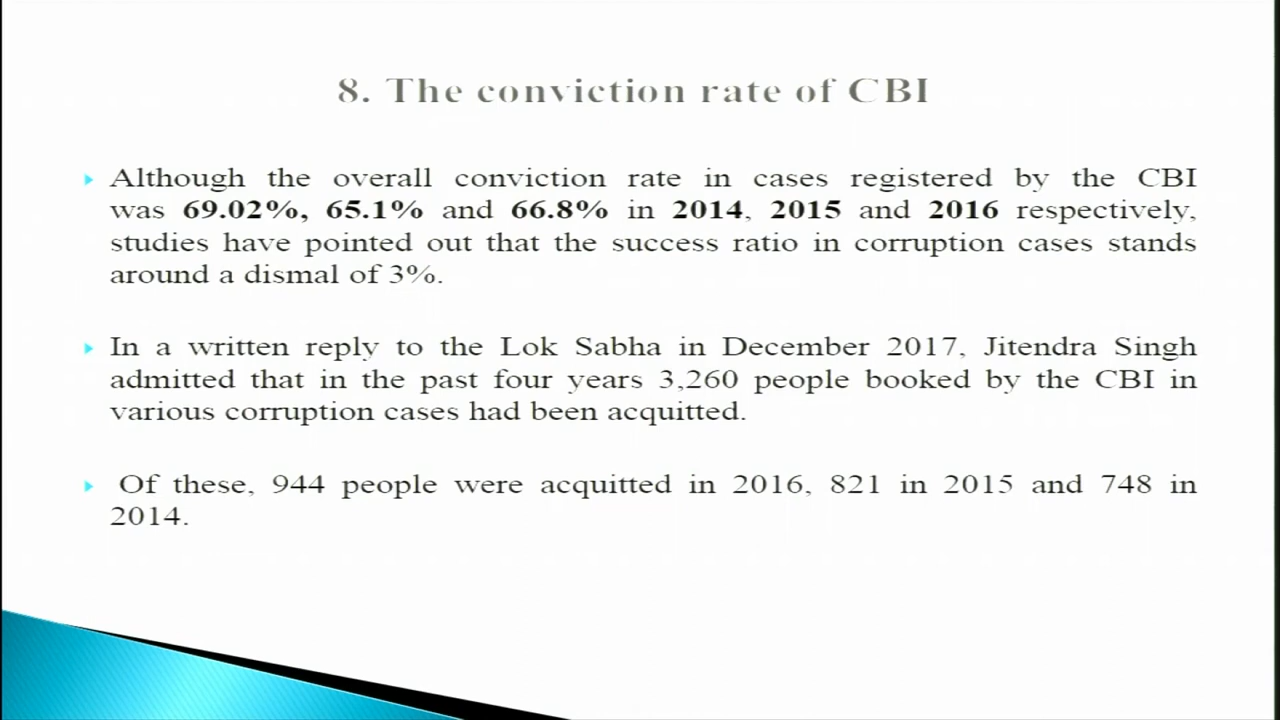 8. The conviction rate of CBI
Although the overall conviction rate in cases registered by the CBI
was 69.02%, 65.1% and 66.8% in 2014, 2015 and 2016 respectively,
studies have pointed out that the success ratio in corruption cases stands
around a dismal of 3%.
In a written reply to the Lok Sabha in December 2017, Jitendra Singh
admitted that in the past four years 3,260 people booked by the CBI in
various corruption cases had been acquitted.
Of these, 944 people were acquitted in 2016, 821 in 2015 and 748 in
2014.